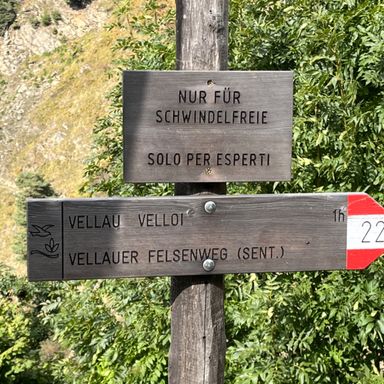 NUR FÜR
SCHWINDELFREIE
SOLO PER ESPERTI
VELLAU VELLOI 1h
VELLAUER FELSENWEG (SENT.)
22